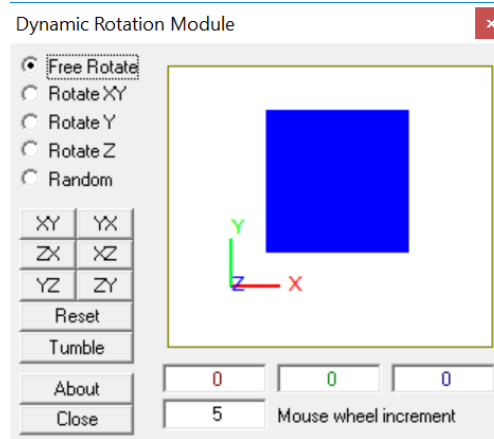 Dynamic Rotation Module
Free Rotate
Rotate XY
Rotate Y
Rotate Z
Random
XY YX
ZX XZ
YZ ZY
Reset
Tumble
About
Close
Y
Z X
0 0 0
5 Mouse wheel increment